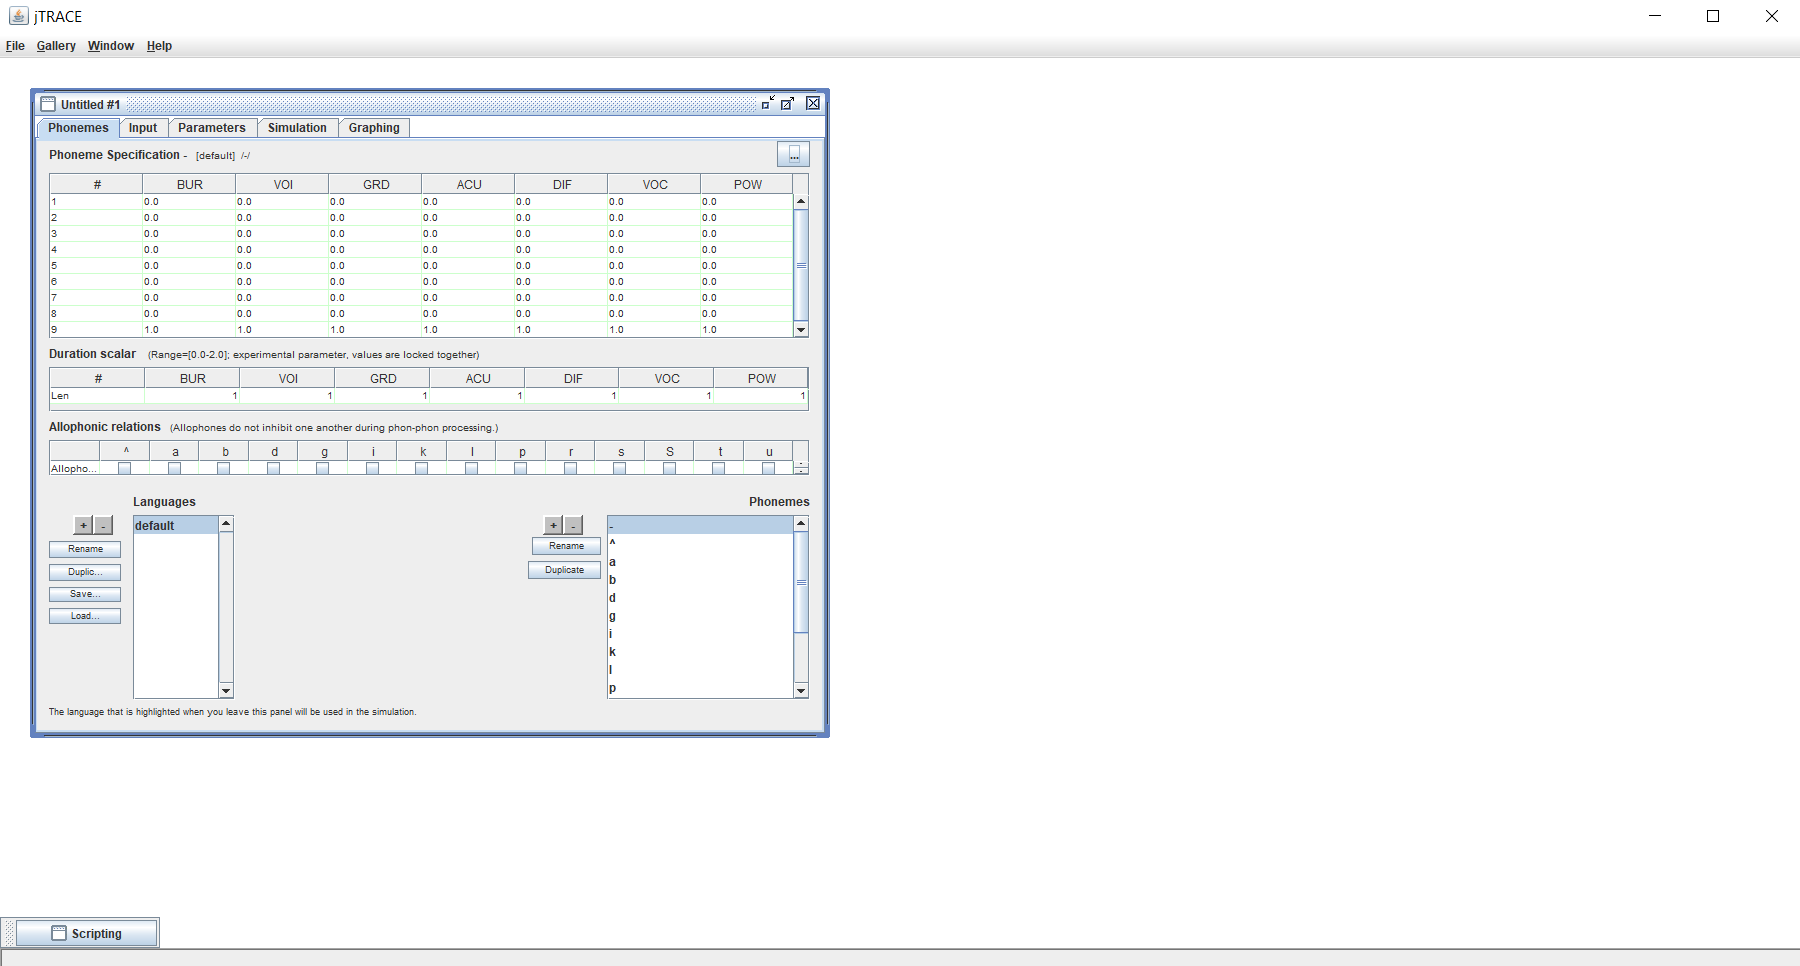 jTRACE
File Gallery Window Help
Untitled #1
Phonemes Input Parameters Simulation Graphing
Phoneme Specification - [default] /-/ ...
# BUR VOI GRD ACU DIF VOC POW
1 0.0 0.0 0.0 0.0 0.0 0.0 0.0
2 0.0 0.0 0.0 0.0 0.0 0.0 0.0
3 0.0 0.0 0.0 0.0 0.0 0.0 0.0
4 0.0 0.0 0.0 0.0 0.0 0.0 0.0
5 0.0 0.0 0.0 0.0 0.0 0.0 0.0
6 0.0 0.0 0.0 0.0 0.0 0.0 0.0
7 0.0 0.0 0.0 0.0 0.0 0.0 0.0
8 0.0 0.0 0.0 0.0 0.0 0.0 0.0
9 1.0 1.0 1.0 1.0 1.0 1.0 1.0
Duration scalar (Range=[0.0-2.0]; experimental parameter, values are locked together)
# BUR VOI GRD ACU DIF VOC POW
Len 1 1 1 1 1 1 1
Allophonic relations (Allophones do not inhibit one another during phon-phon processing.)
^ a b d g i k l p r s S t u
Allopho...
Languages
+ -
Rename
Duplic...
Save...
Load...
default
Phonemes
+ -
Rename
Duplicate
-
^
a
b
d
g
i
k
l
p
The language that is highlighted when you leave this panel will be used in the simulation.
Scripting